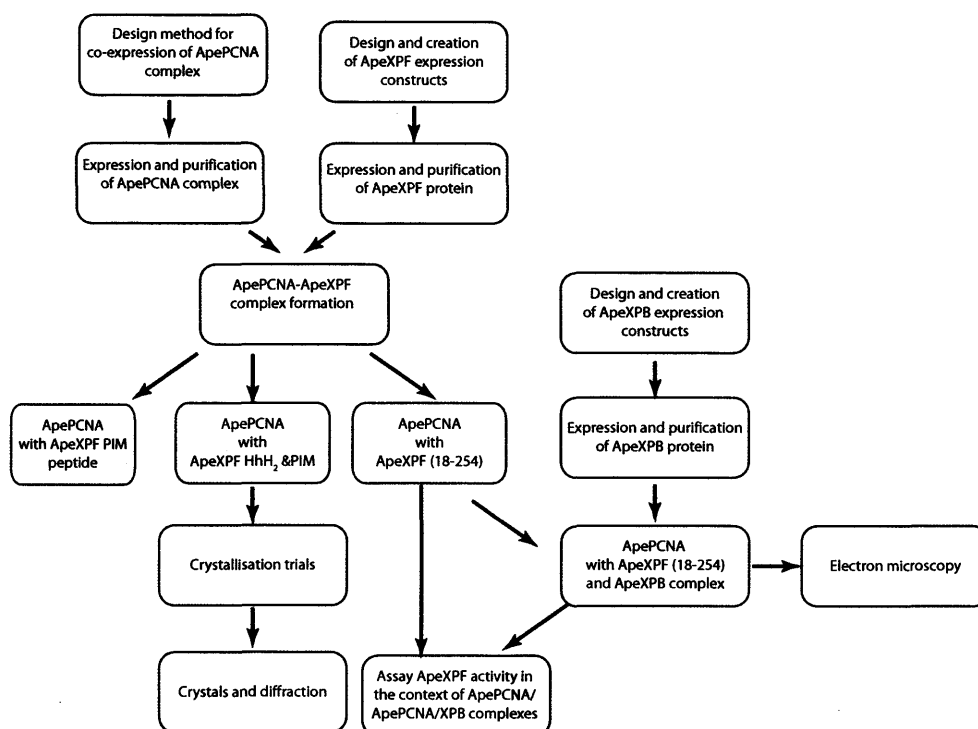 Design method for
co-expression of ApePCNA
complex
Design and creation
of ApeXPF expression
constructs
Expression and purification
of ApePCNA complex
Expression and purification
of ApeXPF protein
ApePCNA-ApeXPF
complex formation
Design and creation
of ApeXPB expression
constructs
ApePCNA
with ApeXPF PIM
peptide
ApePCNA
with
ApeXPF HhH₂ &PIM
ApePCNA
with
ApeXPF (18-254)
Expression and purification
of ApeXPB protein
Crystallisation trials
ApePCNA
with ApeXPF (18-254)
and ApeXPB complex
Electron microscopy
Crystals and diffraction
Assay ApeXPF activity in
the context of ApePCNA/
ApePCNA/XPB complexes